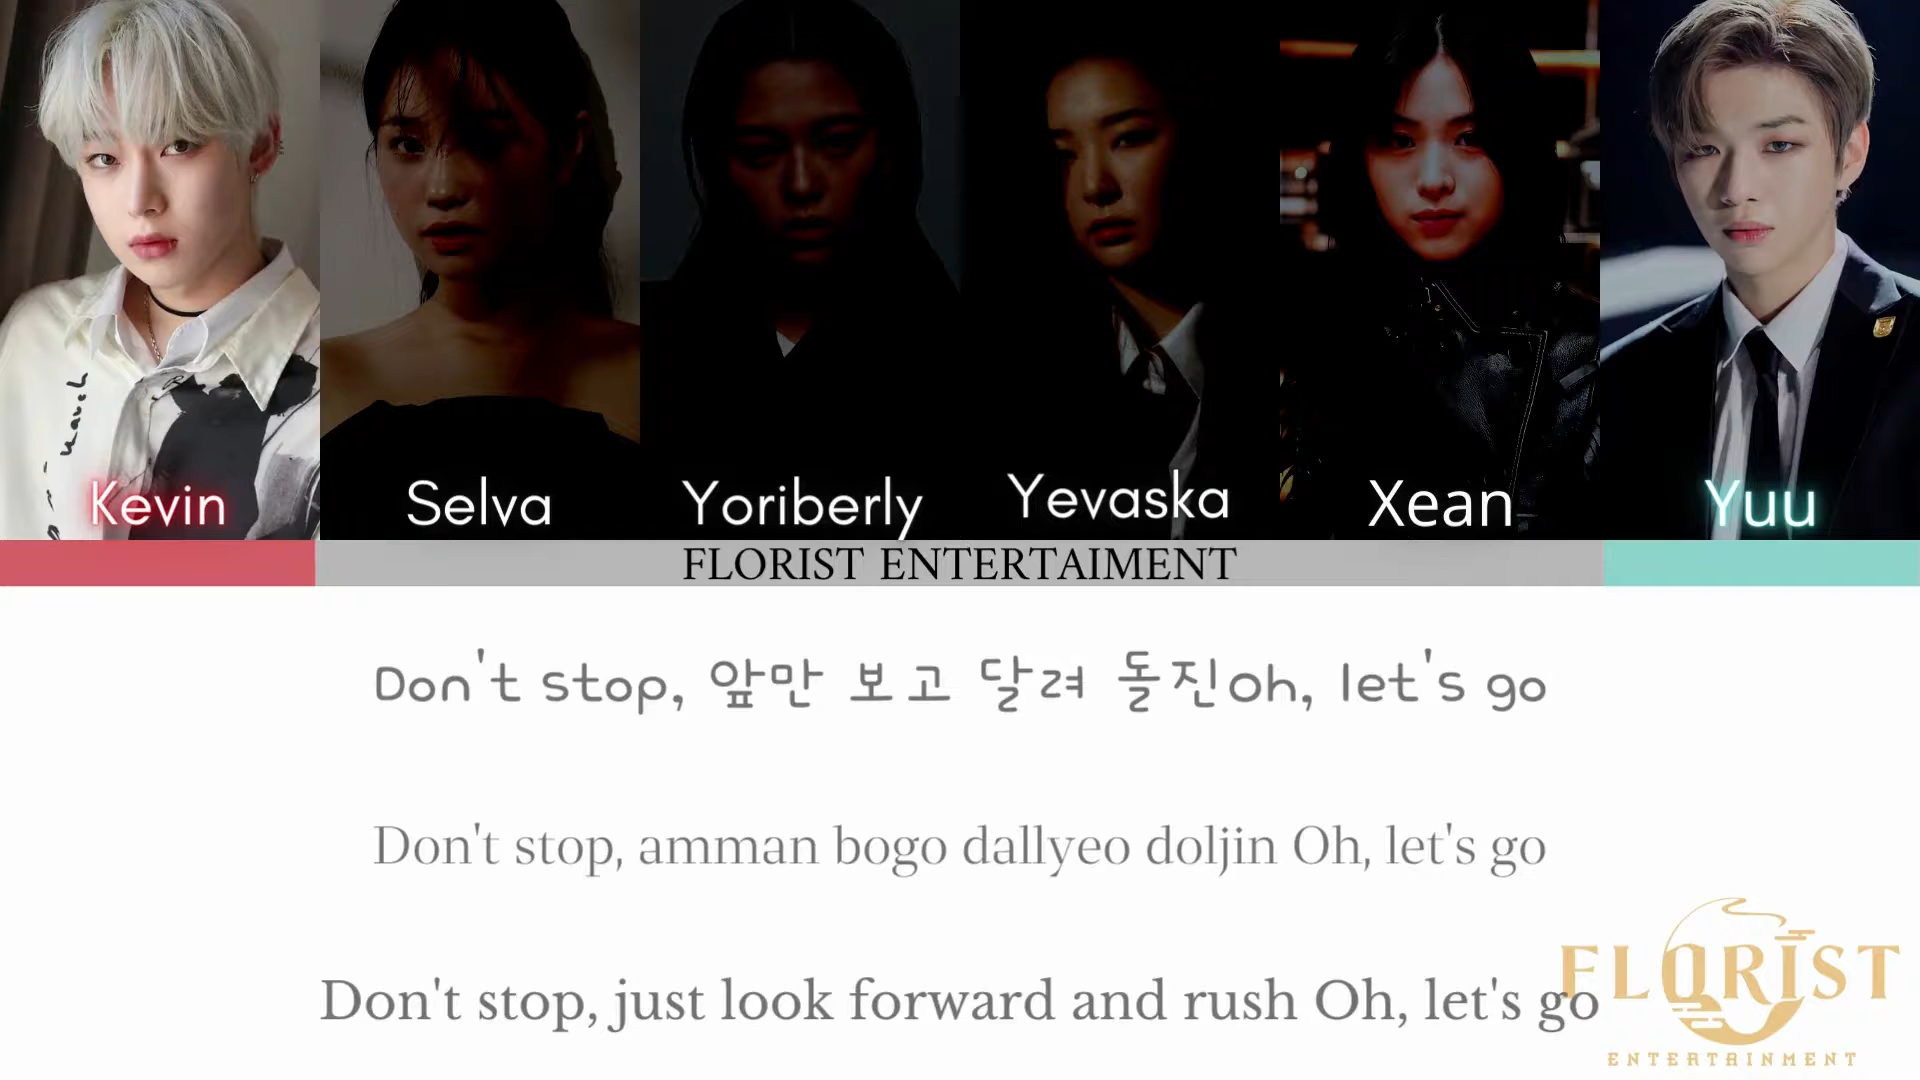 Kevin
Selva
Yoriberly
Yevaska
Xean
Yuu
FLORIST ENTERTAIMENT
Don't stop, 앞만 보고 달려 돌진Oh, let's go
Don't stop, amman bogo dallyeo doljin Oh, let's go
Don't stop, just look forward and rush Oh, let's go
FLORIST
ENTERTAINMENT